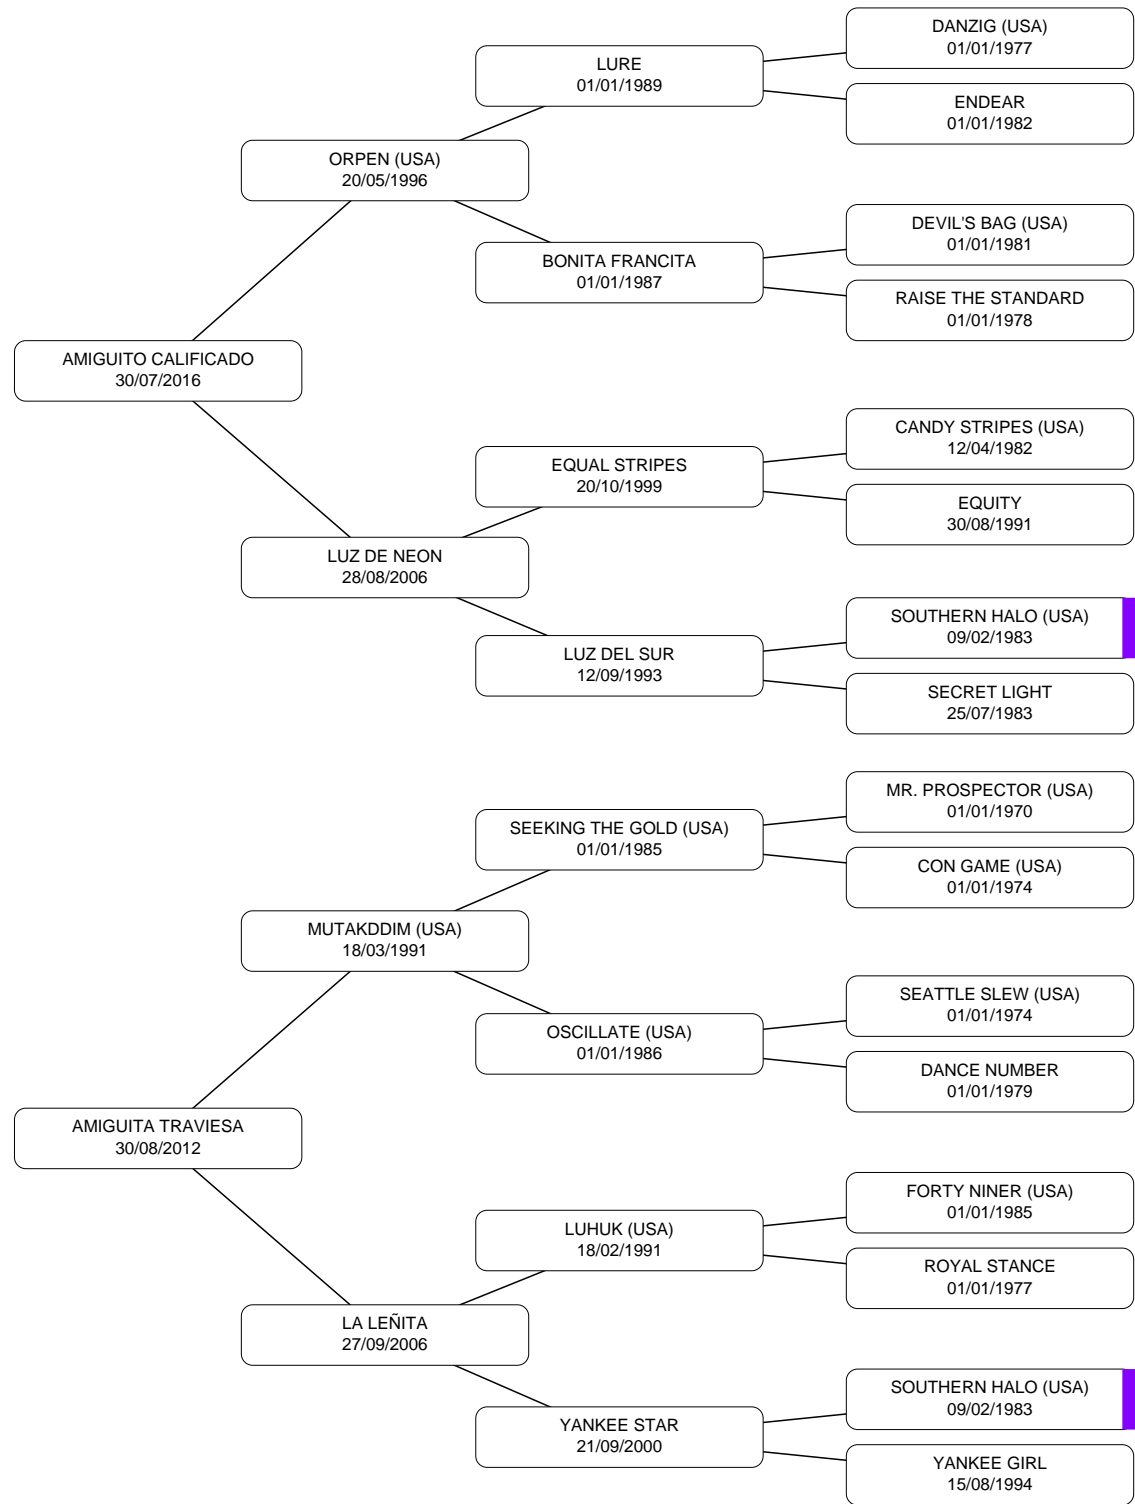 DANZIG (USA)
01/01/1977
LURE
01/01/1989
ENDEAR
01/01/1982
ORPEN (USA)
20/05/1996
DEVIL'S BAG (USA)
01/01/1981
BONITA FRANCITA
01/01/1987
RAISE THE STANDARD
01/01/1978
AMIGUITO CALIFICADO
30/07/2016
CANDY STRIPES (USA)
12/04/1982
EQUAL STRIPES
20/10/1999
EQUITY
30/08/1991
LUZ DE NEON
28/08/2006
SOUTHERN HALO (USA)
09/02/1983
LUZ DEL SUR
12/09/1993
SECRET LIGHT
25/07/1983
MR. PROSPECTOR (USA)
01/01/1970
SEEKING THE GOLD (USA)
01/01/1985
CON GAME (USA)
01/01/1974
MUTAKDDIM (USA)
18/03/1991
SEATTLE SLEW (USA)
01/01/1974
OSCILLATE (USA)
01/01/1986
DANCE NUMBER
01/01/1979
AMIGUITA TRAVIESA
30/08/2012
FORTY NINER (USA)
01/01/1985
LUHUK (USA)
18/02/1991
ROYAL STANCE
01/01/1977
LA LEÑITA
27/09/2006
SOUTHERN HALO (USA)
09/02/1983
YANKEE STAR
21/09/2000
YANKEE GIRL
15/08/1994